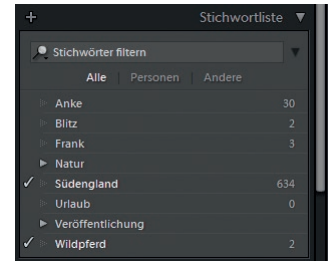 Stichwortliste
Stichwörter filtern
Alle Personen Andere
Anke 30
Blitz 2
Frank 3
Natur
Südengland 634
Urlaub 0
Veröffentlichung
Wildpferd 2